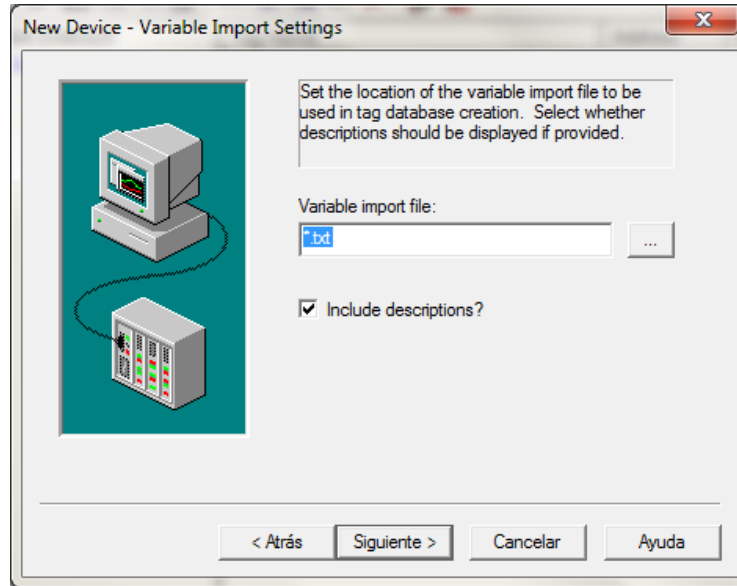 New Device - Variable Import Settings
Set the location of the variable import file to be
used in tag database creation. Select whether
descriptions should be displayed if provided.
Variable import file:
*.txt
...
Include descriptions?
< Atrás
Siguiente >
Cancelar
Ayuda